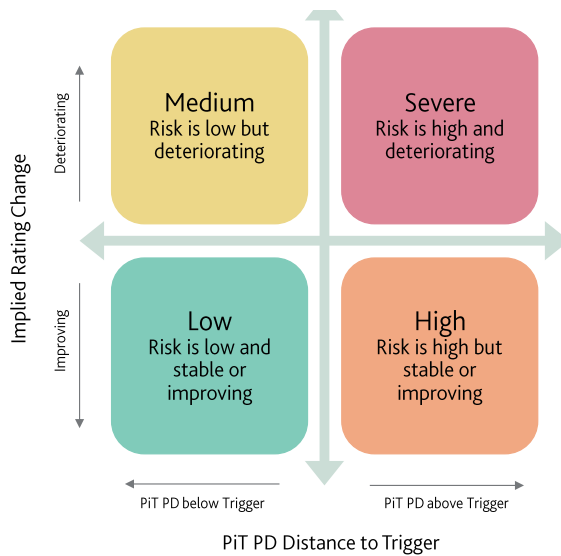 Implied Rating Change
Deteriorating
Improving
Medium
Risk is low but
deteriorating
Severe
Risk is high and
deteriorating
Low
Risk is low and
stable or
improving
High
Risk is high but
stable or
improving
PiT PD below Trigger
PiT PD above Trigger
PiT PD Distance to Trigger